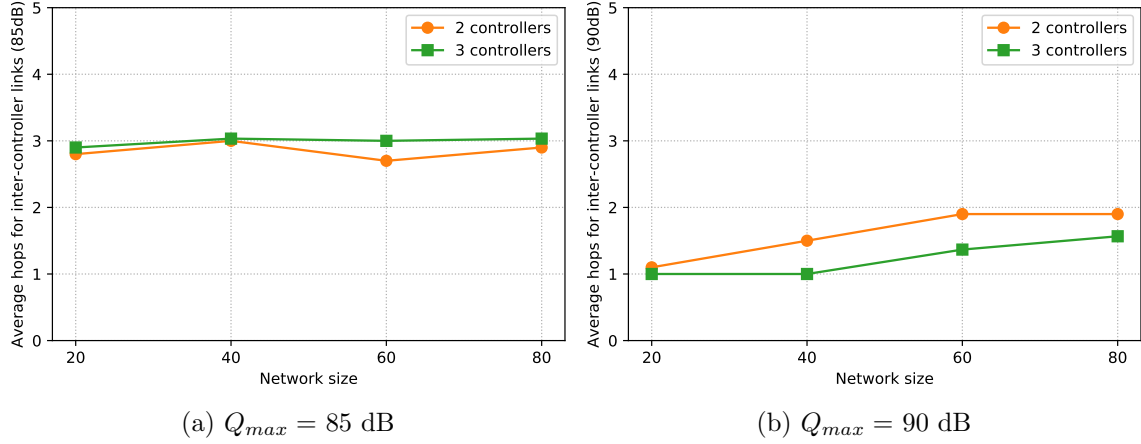 Average hops for inter-controller links (85dB)
5
4
3
2
1
0
2 controllers
3 controllers
20 40 60 80
Network size
(a) Q_max = 85 dB
Average hops for inter-controller links (90dB)
5
4
3
2
1
0
2 controllers
3 controllers
20 40 60 80
Network size
(b) Q_max = 90 dB